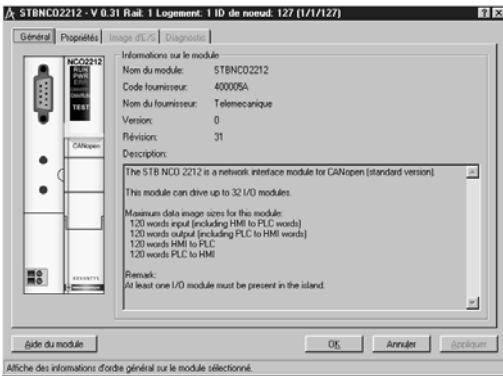 STBNCO2212 - V 0.31 Rail: 1 Logement: 1 ID de noeud: 127 (1/1/127)
Général Propriétés Image d'E/S Diagnostic
NCO2212
RUN
PWR
ERR
TEST
CANopen
ADVANTYS
Informations sur le module
Nom du module: STBNCO2212
Code fournisseur: 400005A
Nom du fournisseur: Telemecanique
Version: 0
Révision: 31
Description:
The STB NCO 2212 is a network interface module for CANopen (standard version).
This module can drive up to 32 I/O modules.
Maximum data image sizes for this module:
120 words input (including HMI to PLC words)
120 words output (including PLC to HMI words)
120 words HMI to PLC
120 words PLC to HMI
Remark:
At least one I/O module must be present in the island.
Aide du module
OK Annuler Appliquer
Affiche des informations d'ordre général sur le module sélectionné.